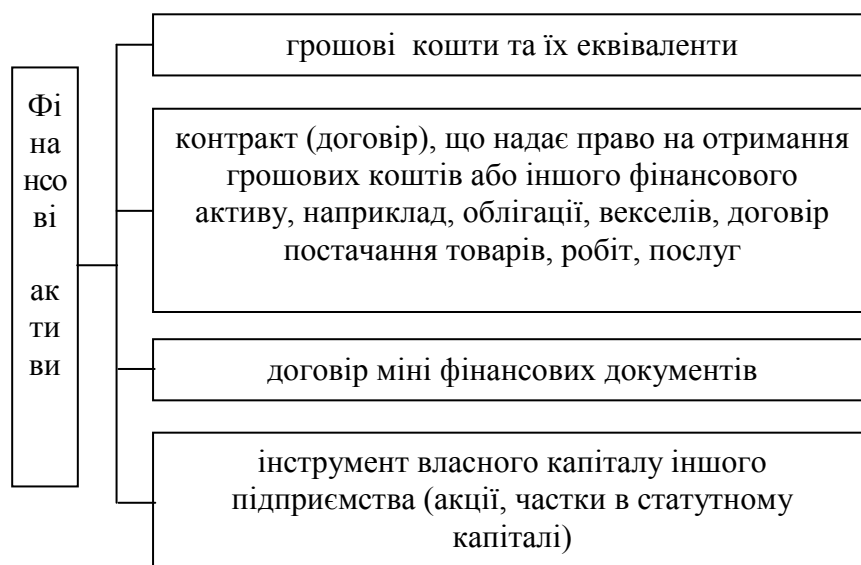 Фі
на
нсо
ві
ак
ти
ви
грошові кошти та їх еквіваленти
контракт (договір), що надає право на отримання
грошових коштів або іншого фінансового
активу, наприклад, облігації, векселів, договір
постачання товарів, робіт, послуг
договір міні фінансових документів
інструмент власного капіталу іншого
підприємства (акції, частки в статутному
капіталі)